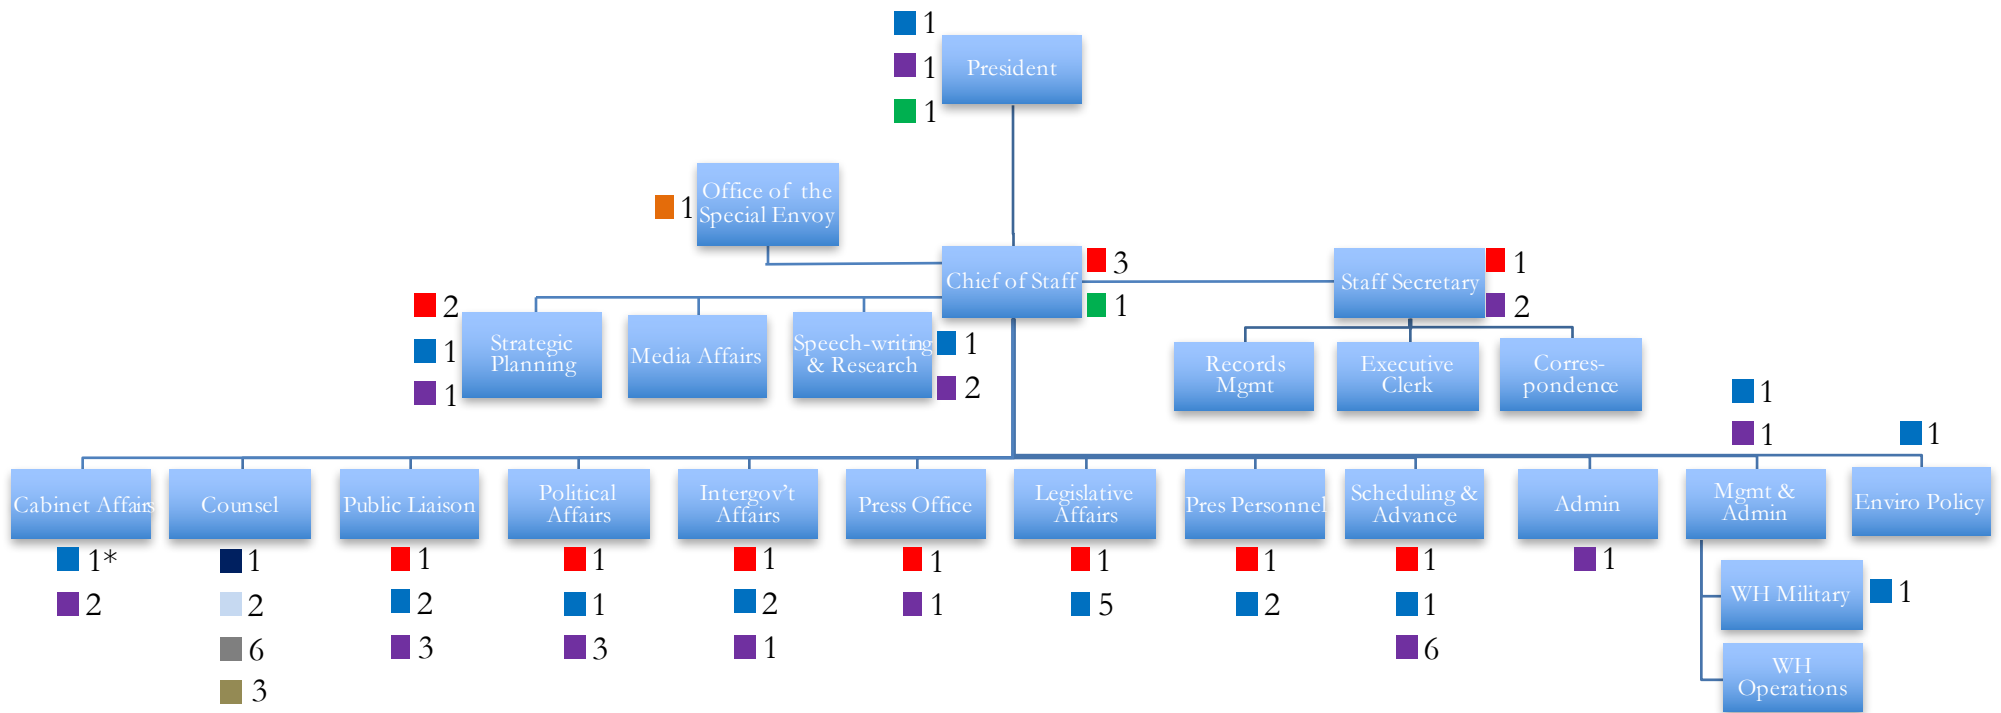 1
1
President
1
Office of the
Special Envoy
1
Chief of Staff
3
1
Staff Secretary
1
2
2
1
1
Strategic
Planning
Media Affairs
Speech-writing
& Research
1
2
Records
Mgmt
Executive
Clerk
Corres-
pondence
1
1
1
Cabinet Affairs
1*
2
Counsel
1
2
6
3
Public Liaison
1
2
3
Political
Affairs
1
1
3
Intergov't
Affairs
1
2
1
Press Office
1
1
Legislative
Affairs
1
5
Pres Personnel
1
2
Scheduling &
Advance
1
1
6
Admin
1
Mgmt &
Admin
Enviro Policy
WH Military
1
WH
Operations